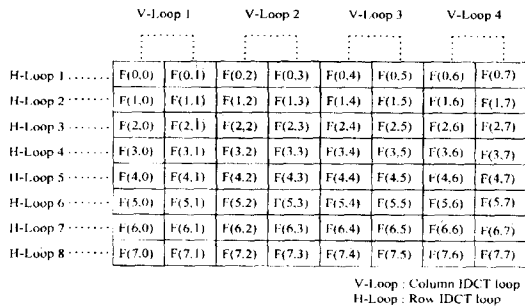 V-Loop 1 V-Loop 2 V-Loop 3 V-Loop 4
H-Loop 1 ........ F(0,0) F(0,1) F(0,2) F(0,3) F(0,4) F(0,5) F(0,6) F(0,7)
H-Loop 2 ........ F(1,0) F(1,1) F(1,2) F(1,3) F(1,4) F(1,5) F(1,6) F(1,7)
H-Loop 3 ........ F(2,0) F(2,1) F(2,2) F(2,3) F(2,4) F(2,5) F(2,6) F(2,7)
H-Loop 4 ........ F(3,0) F(3,1) F(3,2) F(3,3) F(3,4) F(3,5) F(3,6) F(3,7)
H-Loop 5 ........ F(4,0) F(4,1) F(4,2) F(4,3) F(4,4) F(4,5) F(4,6) F(4,7)
H-Loop 6 ........ F(5,0) F(5,1) F(5,2) F(5,3) F(5,4) F(5,5) F(5,6) F(5,7)
H-Loop 7 ........ F(6,0) F(6,1) F(6,2) F(6,3) F(6,4) F(6,5) F(6,6) F(6,7)
H-Loop 8 ........ F(7,0) F(7,1) F(7,2) F(7,3) F(7,4) F(7,5) F(7,6) F(7,7)
V-Loop : Column IDCT loop
H-Loop : Row IDCT loop